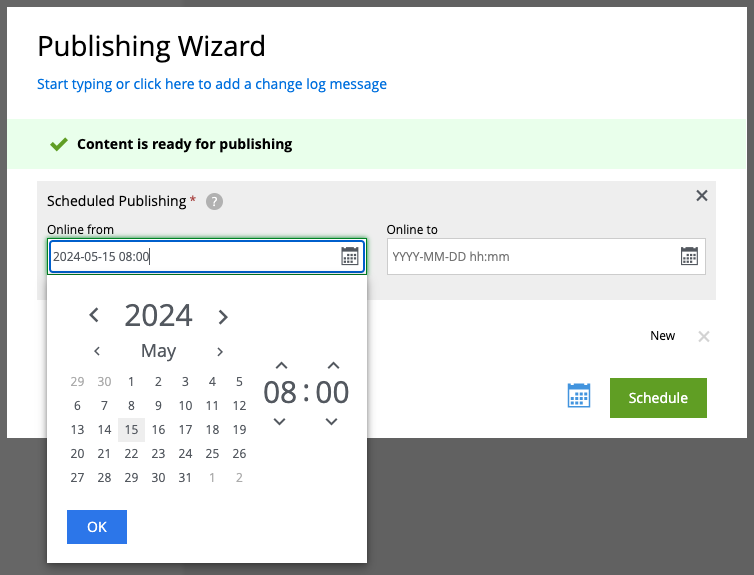 Publishing Wizard
Start typing or click here to add a change log message
Content is ready for publishing
Scheduled Publishing * ?
Online from
Online to
2024-05-15 08:00
YYYY-MM-DD hh:mm
2024
May
29 30 1 2 3 4 5
6 7 8 9 10 11 12
13 14 15 16 17 18 19
20 21 22 23 24 25 26
27 28 29 30 31 1 2
08 : 00
OK
New
Schedule